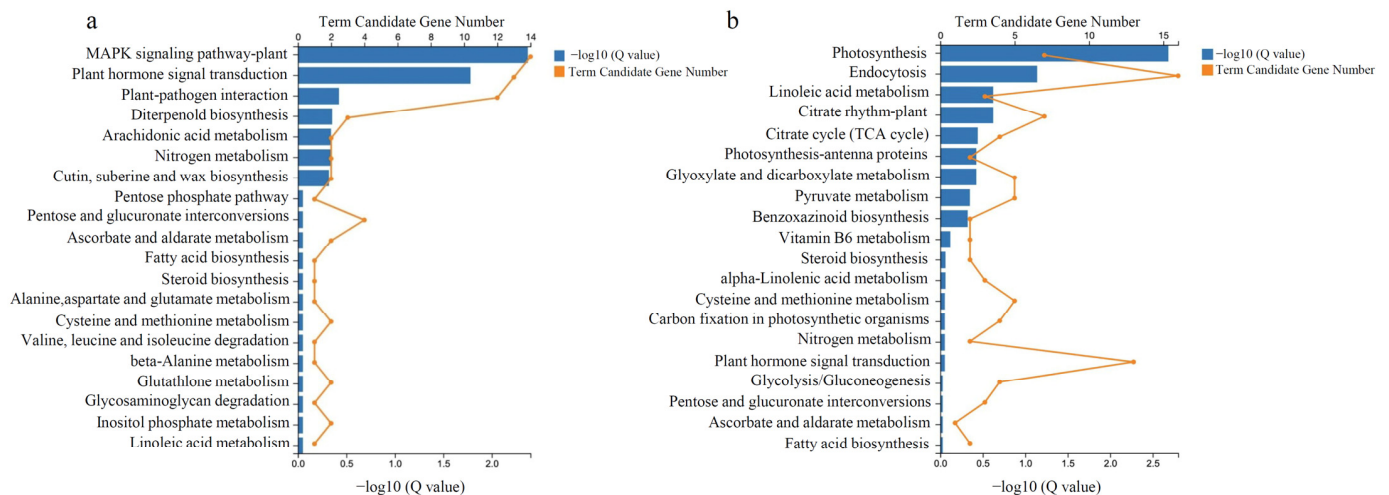 a
Term Candidate Gene Number
0 2 4 6 8 10 12 14
MAPK signaling pathway-plant
Plant hormone signal transduction
Plant-pathogen interaction
Diterpenold biosynthesis
Arachidonic acid metabolism
Nitrogen metabolism
Cutin, suberine and wax biosynthesis
Pentose phosphate pathway
Pentose and glucuronate interconversions
Ascorbate and aldarate metabolism
Fatty acid biosynthesis
Steroid biosynthesis
Alanine,aspartate and glutamate metabolism
Cysteine and methionine metabolism
Valine, leucine and isoleucine degradation
beta-Alanine metabolism
Glutathlone metabolism
Glycosaminoglycan degradation
Inositol phosphate metabolism
Linoleic acid metabolism
0.0 0.5 1.0 1.5 2.0
−log10 (Q value)
−log10 (Q value)
Term Candidate Gene Number
b
Term Candidate Gene Number
0 5 10 15
Photosynthesis
Endocytosis
Linoleic acid metabolism
Citrate rhythm-plant
Citrate cycle (TCA cycle)
Photosynthesis-antenna proteins
Glyoxylate and dicarboxylate metabolism
Pyruvate metabolism
Benzoxazinoid biosynthesis
Vitamin B6 metabolism
Steroid biosynthesis
alpha-Linolenic acid metabolism
Cysteine and methionine metabolism
Carbon fixation in photosynthetic organisms
Nitrogen metabolism
Plant hormone signal transduction
Glycolysis/Gluconeogenesis
Pentose and glucuronate interconversions
Ascorbate and aldarate metabolism
Fatty acid biosynthesis
0.0 0.5 1.0 1.5 2.0 2.5
−log10 (Q value)
−log10 (Q value)
Term Candidate Gene Number